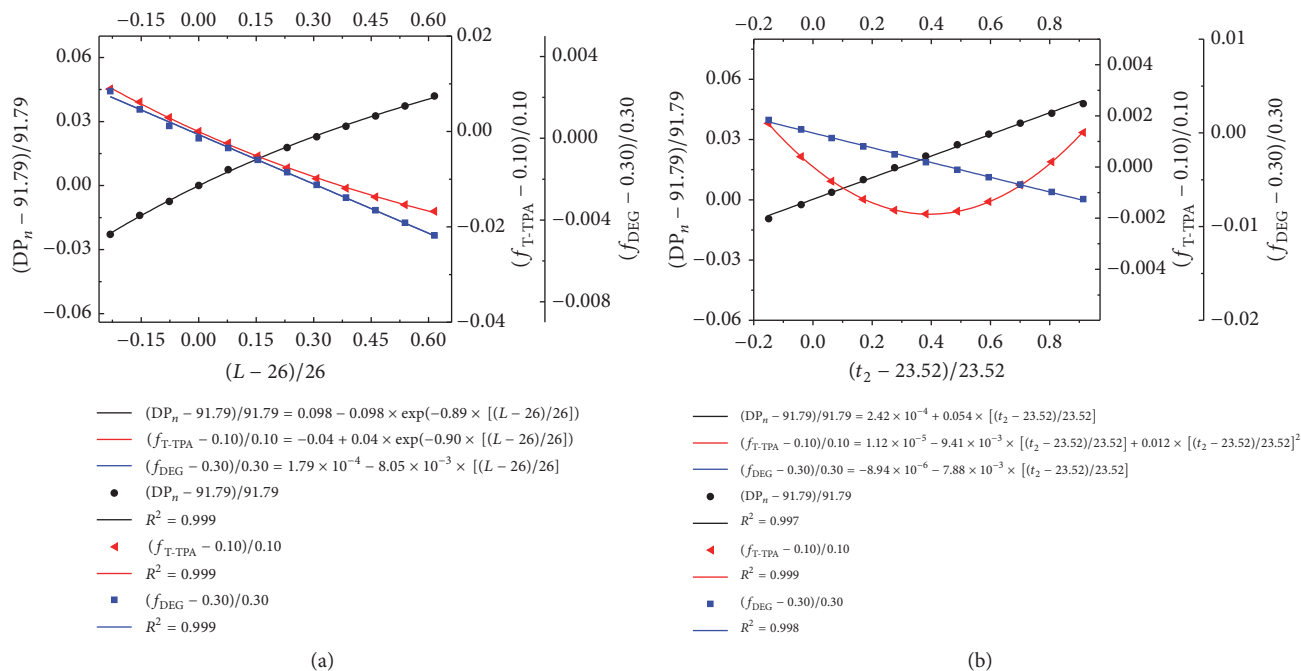 −0.15 0.00 0.15 0.30 0.45 0.60
0.06
0.03
0.00
−0.03
−0.06
(DPn − 91.79)/91.79
0.02
0.00
−0.02
−0.04
(fT-TPA − 0.10)/0.10
0.004
0.000
−0.004
−0.008
(fDEG − 0.30)/0.30
−0.15 0.00 0.15 0.30 0.45 0.60
(L − 26)/26
(DPn − 91.79)/91.79 = 0.098 − 0.098 × exp(−0.89 × [(L − 26)/26])
(fT-TPA − 0.10)/0.10 = −0.04 + 0.04 × exp(−0.90 × [(L − 26)/26])
(fDEG − 0.30)/0.30 = 1.79 × 10⁻⁴ − 8.05 × 10⁻³ × [(L − 26)/26]
(DPn − 91.79)/91.79
R² = 0.999
(fT-TPA − 0.10)/0.10
R² = 0.999
(fDEG − 0.30)/0.30
R² = 0.999
(a)
−0.2 0.0 0.2 0.4 0.6 0.8
0.06
0.03
0.00
−0.03
−0.06
(DPn − 91.79)/91.79
0.004
0.002
0.000
−0.002
−0.004
(fT-TPA − 0.10)/0.10
0.01
0.00
−0.01
−0.02
(fDEG − 0.30)/0.30
−0.2 0.0 0.2 0.4 0.6 0.8
(t₂ − 23.52)/23.52
(DPn − 91.79)/91.79 = 2.42 × 10⁻⁴ + 0.054 × [(t₂ − 23.52)/23.52]
(fT-TPA − 0.10)/0.10 = 1.12 × 10⁻⁵ − 9.41 × 10⁻³ × [(t₂ − 23.52)/23.52] + 0.012 × [(t₂ − 23.52)/23.52]²
(fDEG − 0.30)/0.30 = −8.94 × 10⁻⁶ − 7.88 × 10⁻³ × [(t₂ − 23.52)/23.52]
(DPn − 91.79)/91.79
R² = 0.997
(fT-TPA − 0.10)/0.10
R² = 0.999
(fDEG − 0.30)/0.30
R² = 0.998
(b)